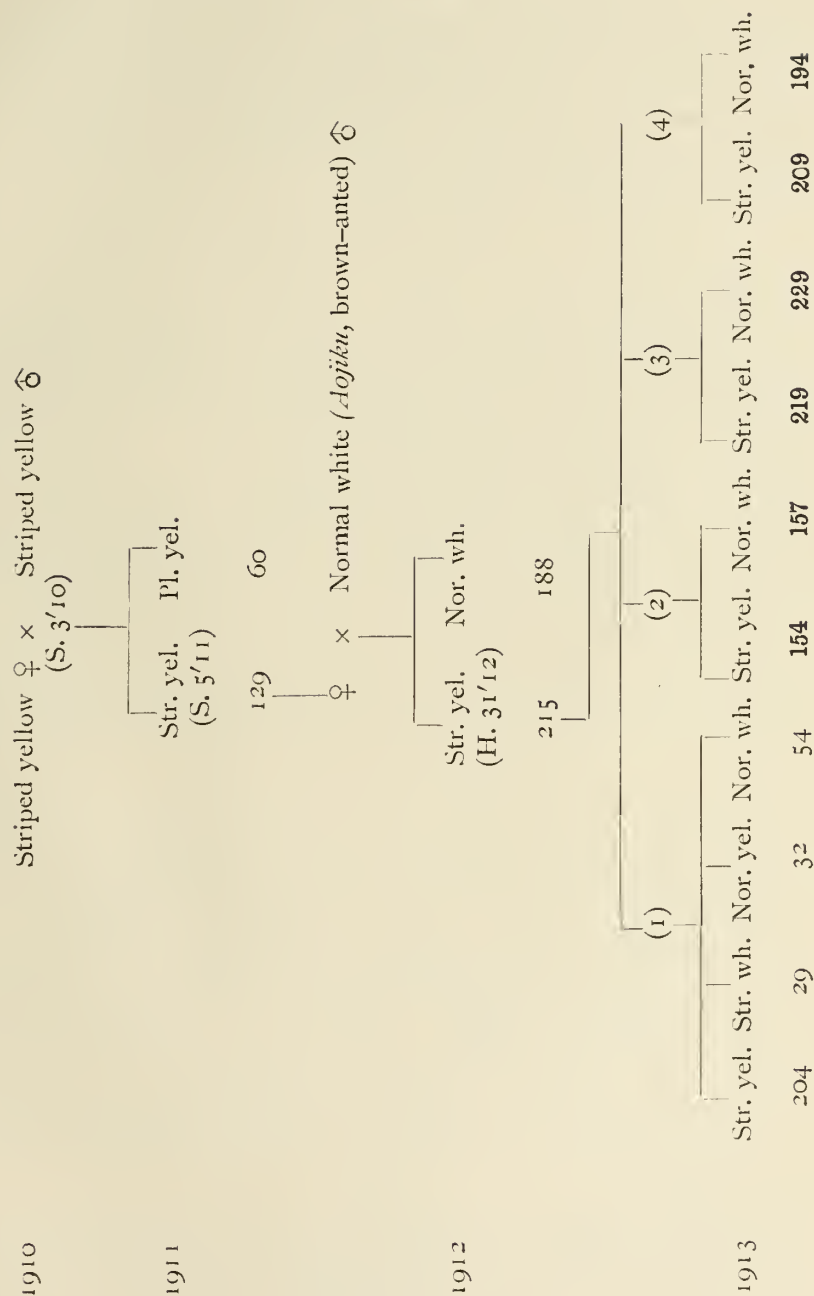 1910
Striped yellow ♀ × Striped yellow ♂
(S. 3'10)
1911
Str. yel. Pl. yel.
(S. 5'11)
129 60
♀ × Normal white (Aojiku, brown-anted) ♂
1912
Str. yel. Nor. wh.
(H. 31'12)
215 188
(1) (2) (3) (4)
1913
Str. yel. Str. wh. Nor. yel. Nor. wh. Str. yel. Nor. wh. Str. yel. Nor. wh. Str. yel. Nor. wh.
204 29 32 54 154 157 219 229 209 194